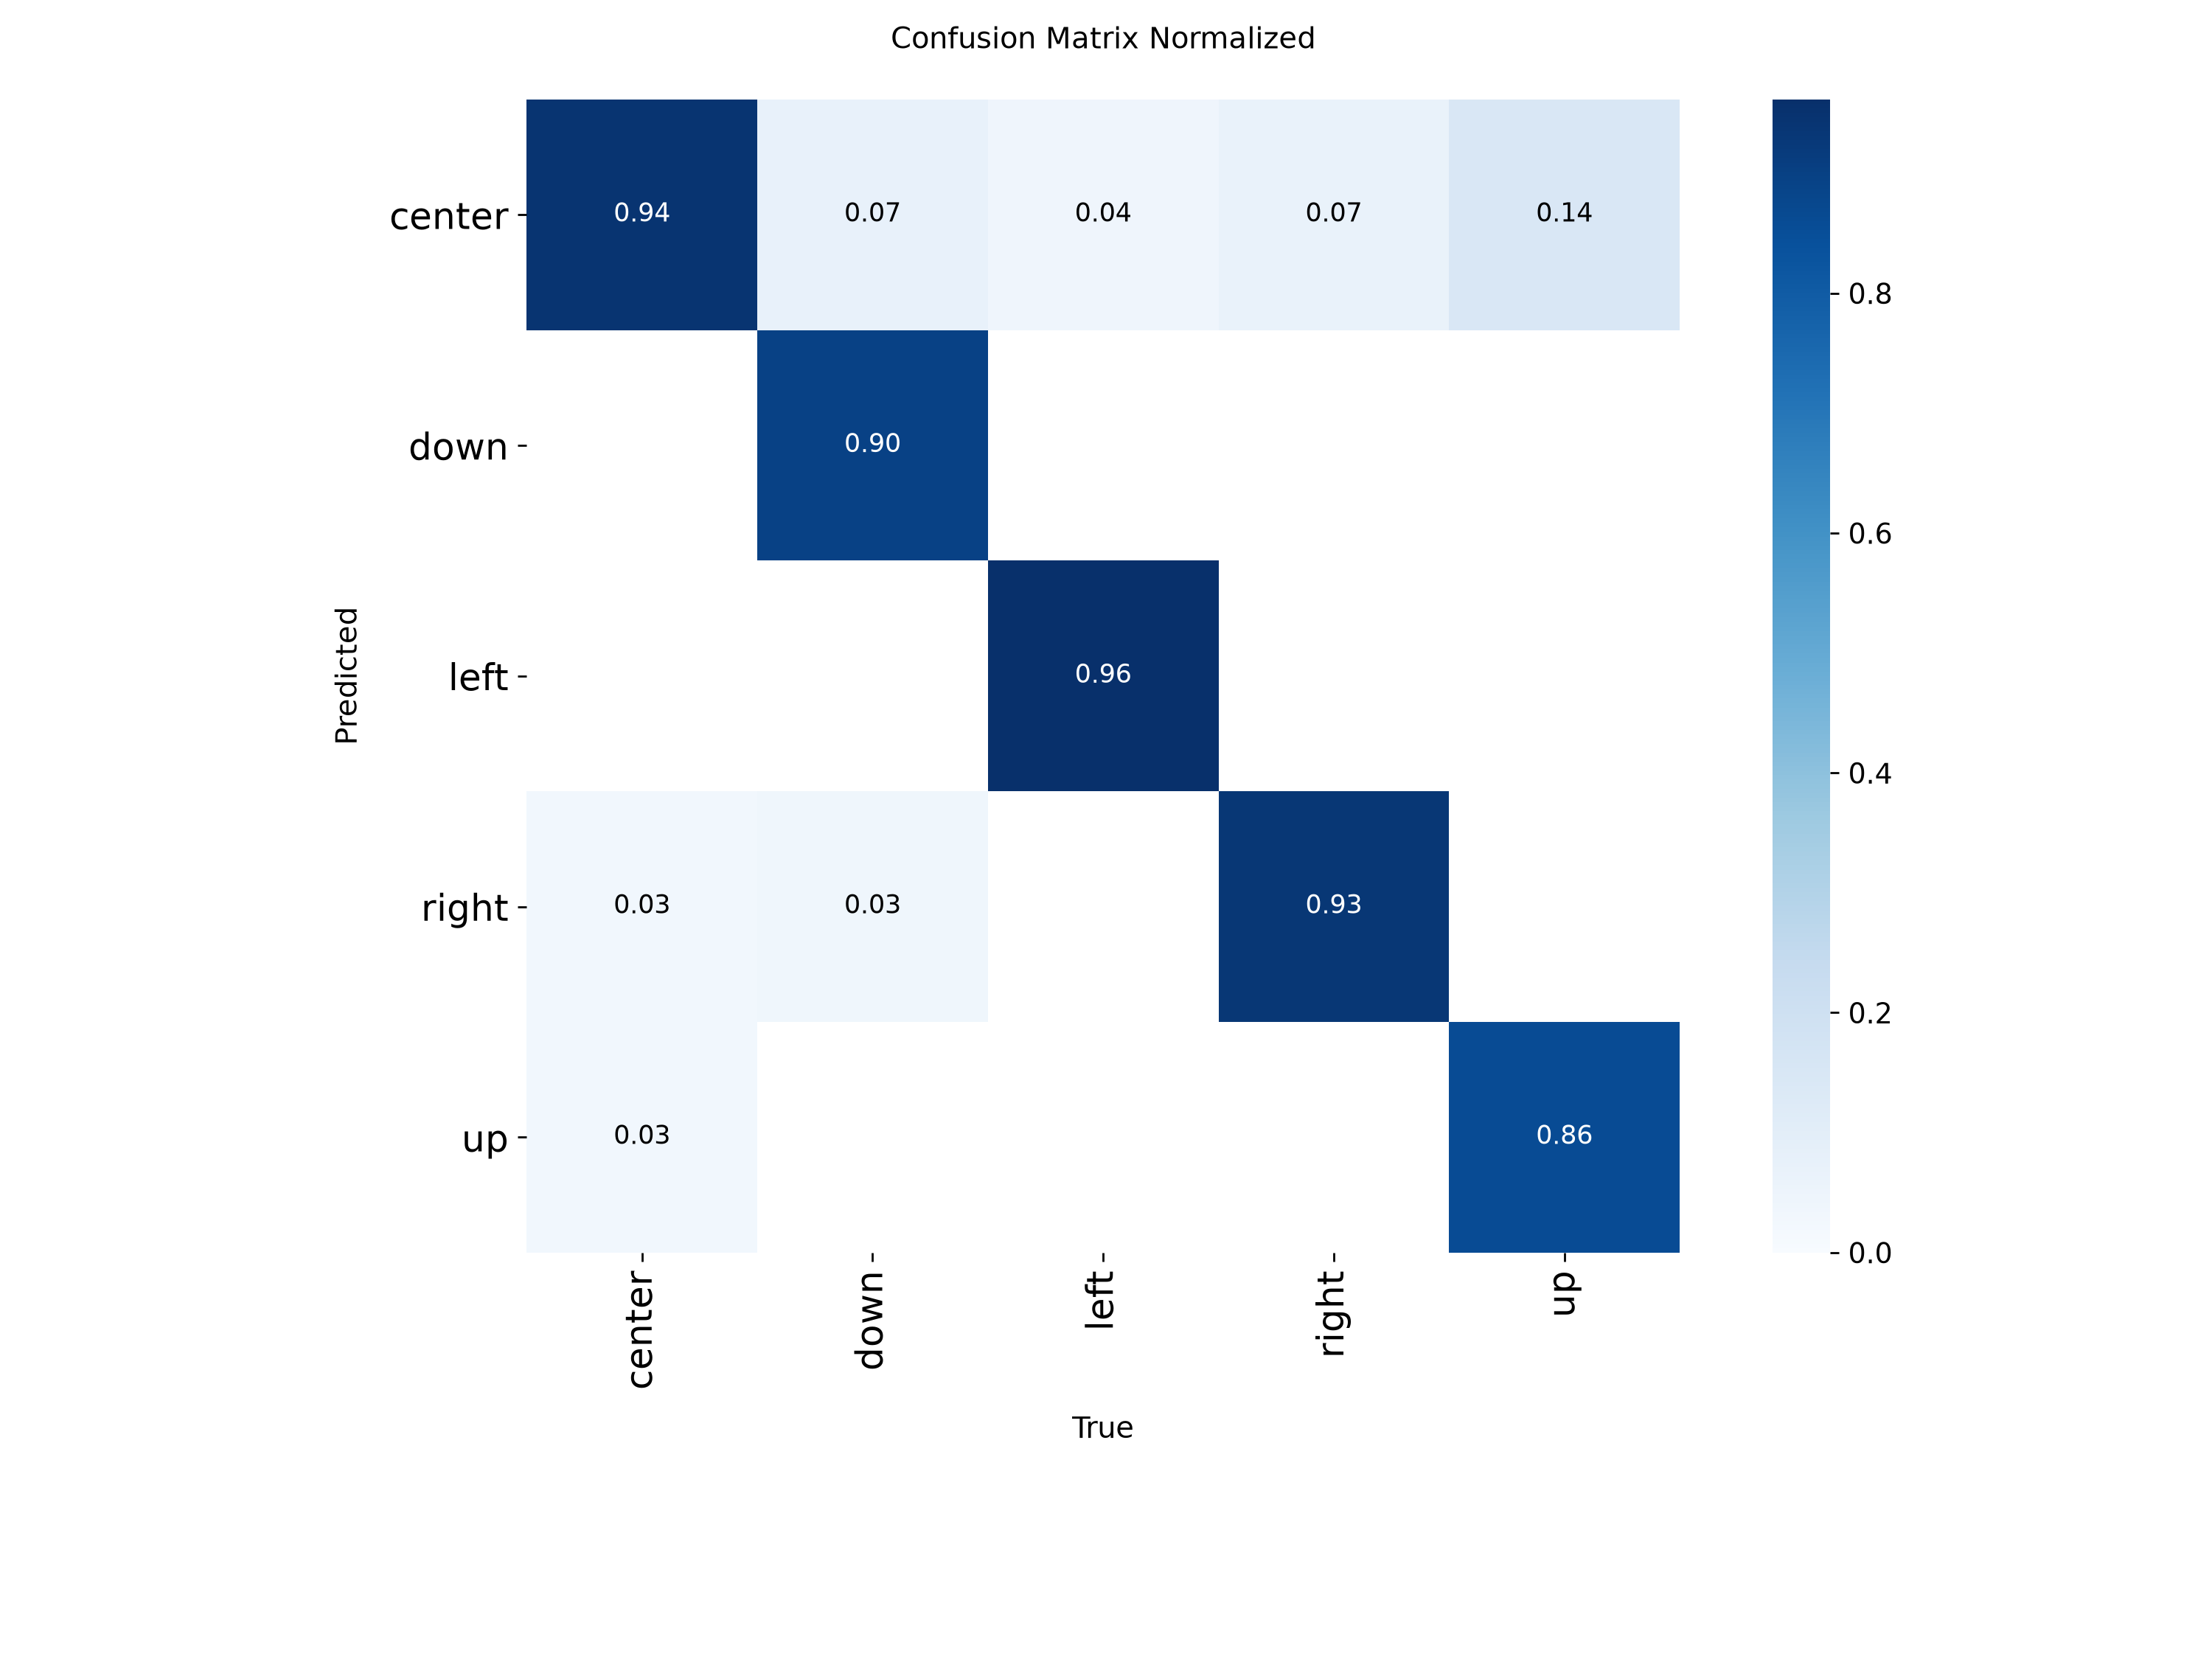 Confusion Matrix Normalized
center 0.94 0.07 0.04 0.07 0.14
down 0.90
left 0.96
right 0.03 0.03 0.93
up 0.03 0.86
Predicted
center down left right up
True
0.8
0.6
0.4
0.2
0.0